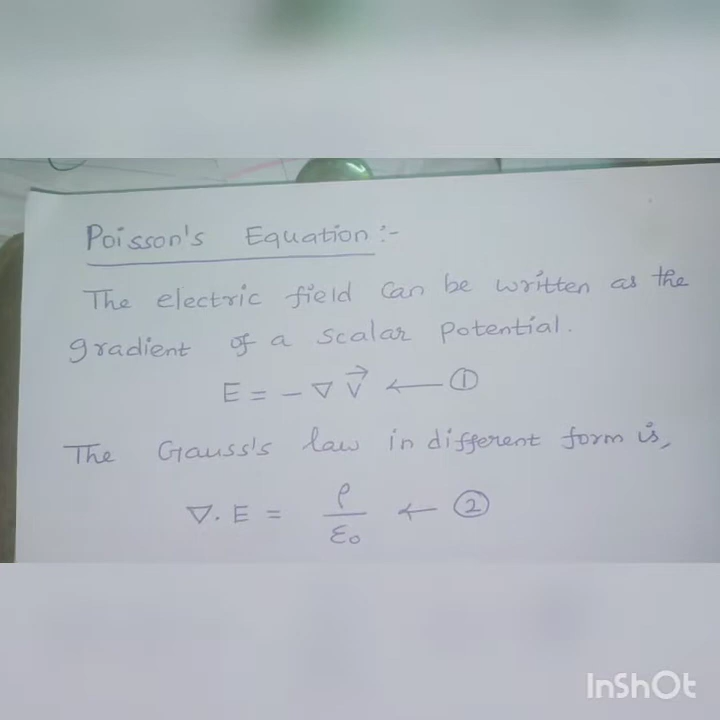 Poisson's Equation :-
The electric field can be written as the
gradient of a scalar potential.
E = - ∇ V⃗ ← ①
The Gauss's law in different form is,
∇. E = ρ/ε₀ ← ②
InShOt